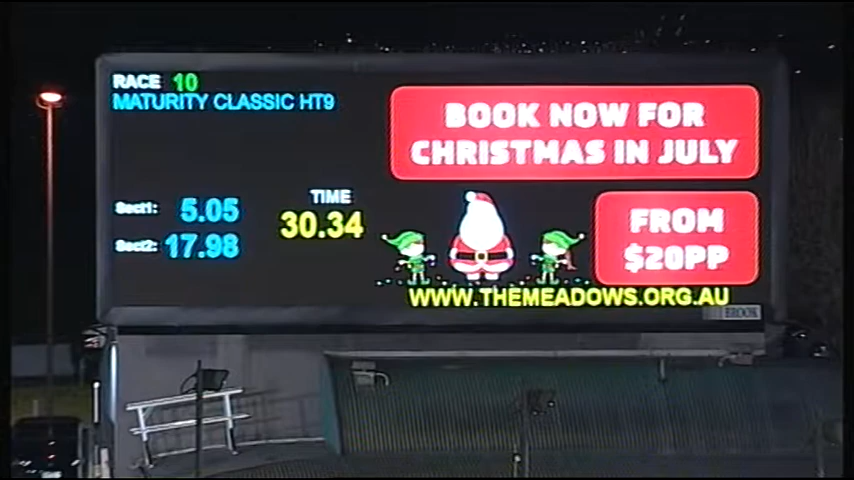 RACE 10
MATURITY CLASSIC HT9
BOOK NOW FOR
CHRISTMAS IN JULY
Sect1: 5.05
TIME
30.34
Sect2: 17.98
FROM
$20PP
WWW.THEMEADOWS.ORG.AU
BROOK